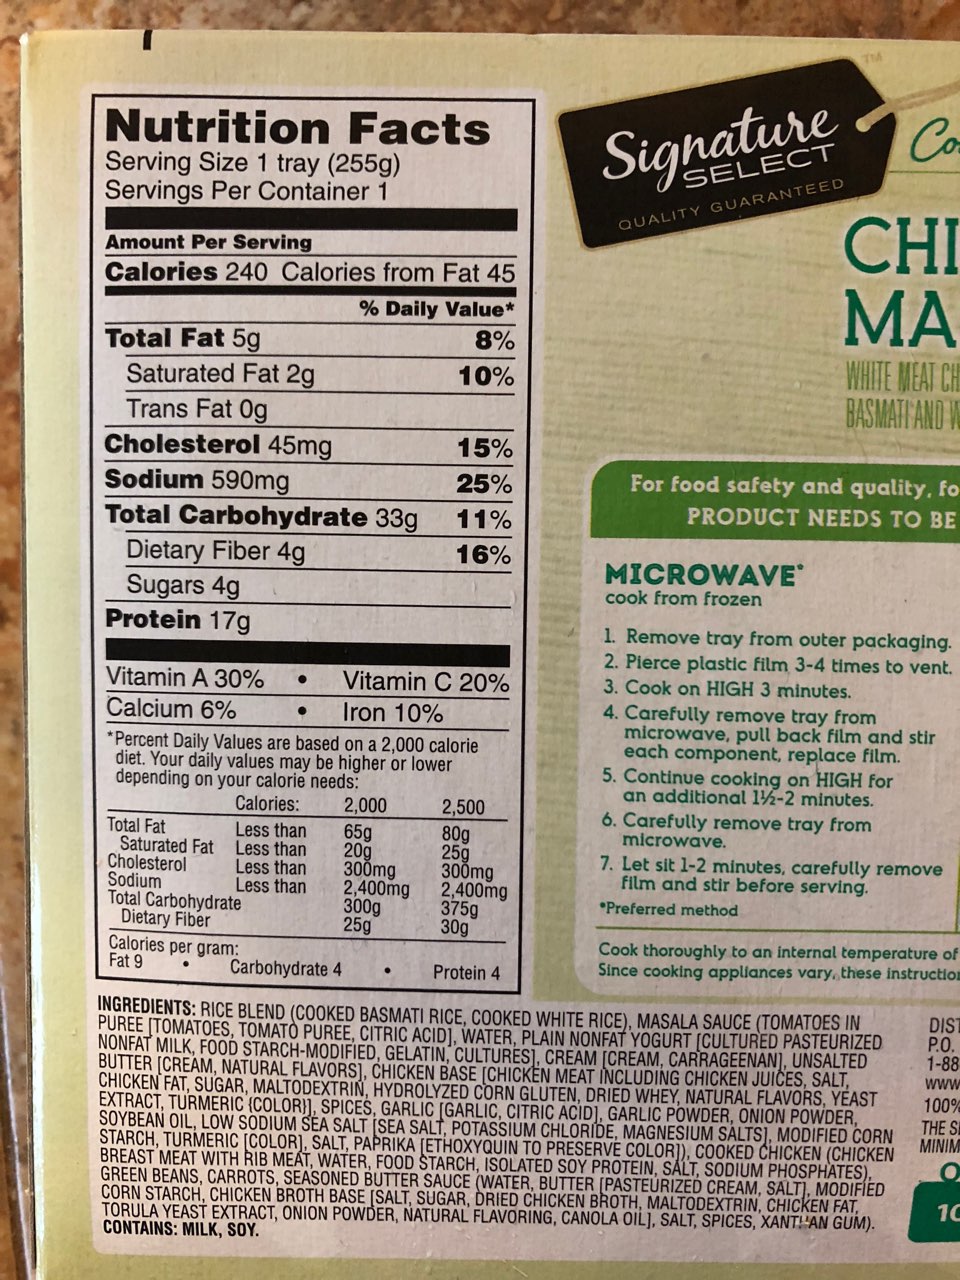 Nutrition Facts
Serving Size 1 tray (255g)
Servings Per Container 1
Amount Per Serving
Calories 240 Calories from Fat 45
% Daily Value*
Total Fat 5g 8%
Saturated Fat 2g 10%
Trans Fat 0g
Cholesterol 45mg 15%
Sodium 590mg 25%
Total Carbohydrate 33g 11%
Dietary Fiber 4g 16%
Sugars 4g
Protein 17g
Vitamin A 30% • Vitamin C 20%
Calcium 6% • Iron 10%
*Percent Daily Values are based on a 2,000 calorie
diet. Your daily values may be higher or lower
depending on your calorie needs:
Calories: 2,000 2,500
Total Fat Less than 65g 80g
Saturated Fat Less than 20g 25g
Cholesterol Less than 300mg 300mg
Sodium Less than 2,400mg 2,400mg
Total Carbohydrate 300g 375g
Dietary Fiber 25g 30g
Calories per gram:
Fat 9 • Carbohydrate 4 • Protein 4
Signature
SELECT
QUALITY GUARANTEED
CHI
MA
WHITE MEAT CH
BASMATI AND W
For food safety and quality, fo
PRODUCT NEEDS TO BE
MICROWAVE*
cook from frozen
1. Remove tray from outer packaging.
2. Pierce plastic film 3-4 times to vent.
3. Cook on HIGH 3 minutes.
4. Carefully remove tray from
microwave, pull back film and stir
each component, replace film.
5. Continue cooking on HIGH for
an additional 1½-2 minutes.
6. Carefully remove tray from
microwave.
7. Let sit 1-2 minutes, carefully remove
film and stir before serving.
*Preferred method
Cook thoroughly to an internal temperature of
Since cooking appliances vary, these instruction
INGREDIENTS: RICE BLEND (COOKED BASMATI RICE, COOKED WHITE RICE), MASALA SAUCE (TOMATOES IN
PUREE [TOMATOES, TOMATO PUREE, CITRIC ACID], WATER, PLAIN NONFAT YOGURT [CULTURED PASTEURIZED
NONFAT MILK, FOOD STARCH-MODIFIED, GELATIN, CULTURES], CREAM [CREAM, CARRAGEENAN], UNSALTED
BUTTER [CREAM, NATURAL FLAVORS], CHICKEN BASE [CHICKEN MEAT INCLUDING CHICKEN JUICES, SALT,
CHICKEN FAT, SUGAR, MALTODEXTRIN, HYDROLYZED CORN GLUTEN, DRIED WHEY, NATURAL FLAVORS, YEAST
EXTRACT, TURMERIC {COLOR}], SPICES, GARLIC [GARLIC, CITRIC ACID], GARLIC POWDER, ONION POWDER,
SOYBEAN OIL, LOW SODIUM SEA SALT [SEA SALT, POTASSIUM CHLORIDE, MAGNESIUM SALTS], MODIFIED CORN
STARCH, TURMERIC [COLOR], SALT, PAPRIKA [ETHOXYQUIN TO PRESERVE COLOR]), COOKED CHICKEN (CHICKEN
BREAST MEAT WITH RIB MEAT, WATER, FOOD STARCH, ISOLATED SOY PROTEIN, SALT, SODIUM PHOSPHATES),
GREEN BEANS, CARROTS, SEASONED BUTTER SAUCE (WATER, BUTTER [PASTEURIZED CREAM, SALT], MODIFIED
CORN STARCH, CHICKEN BROTH BASE [SALT, SUGAR, DRIED CHICKEN BROTH, MALTODEXTRIN, CHICKEN FAT,
TORULA YEAST EXTRACT, ONION POWDER, NATURAL FLAVORING, CANOLA OIL], SALT, SPICES, XANTHAN GUM).
CONTAINS: MILK, SOY.
DIST
P.O.
1-88
www
100%
THE S
MINIM
10